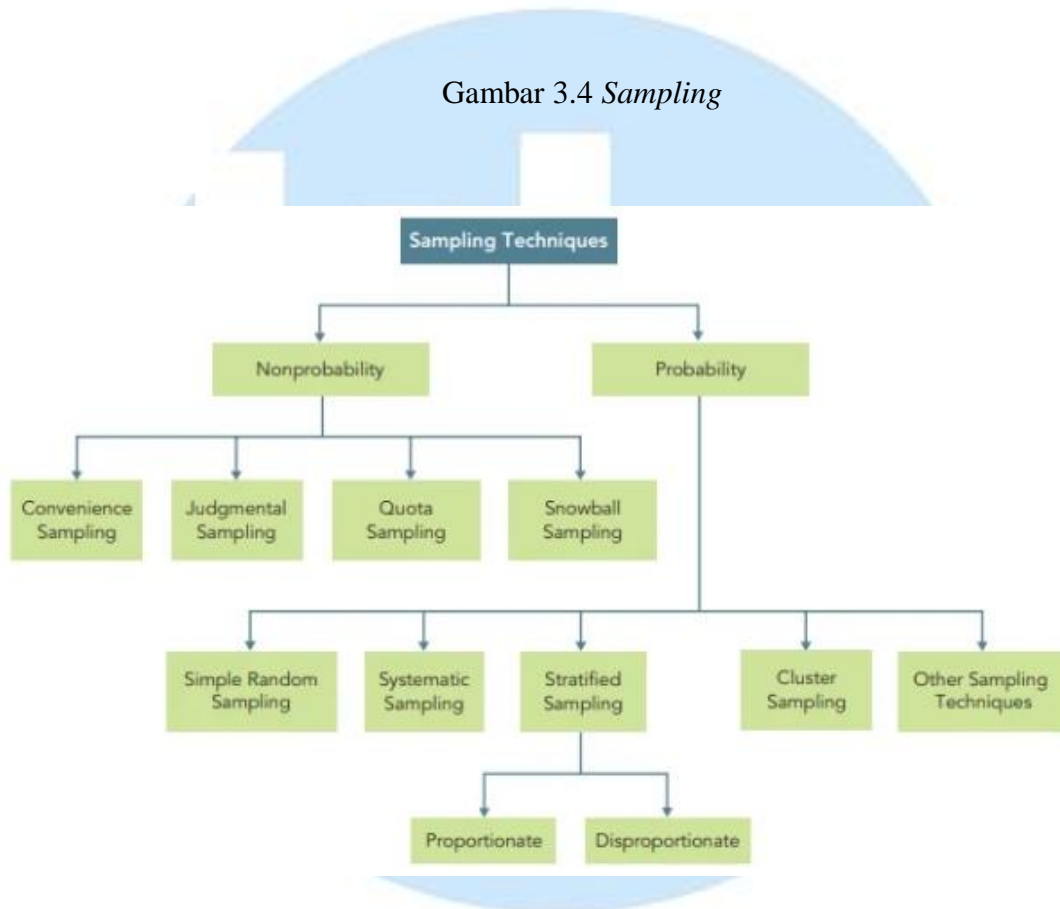 Gambar 3.4 Sampling
Sampling Techniques
Nonprobability
Probability
Convenience
Sampling
Judgmental
Sampling
Quota
Sampling
Snowball
Sampling
Simple Random
Sampling
Systematic
Sampling
Stratified
Sampling
Cluster
Sampling
Other Sampling
Techniques
Proportionate
Disproportionate